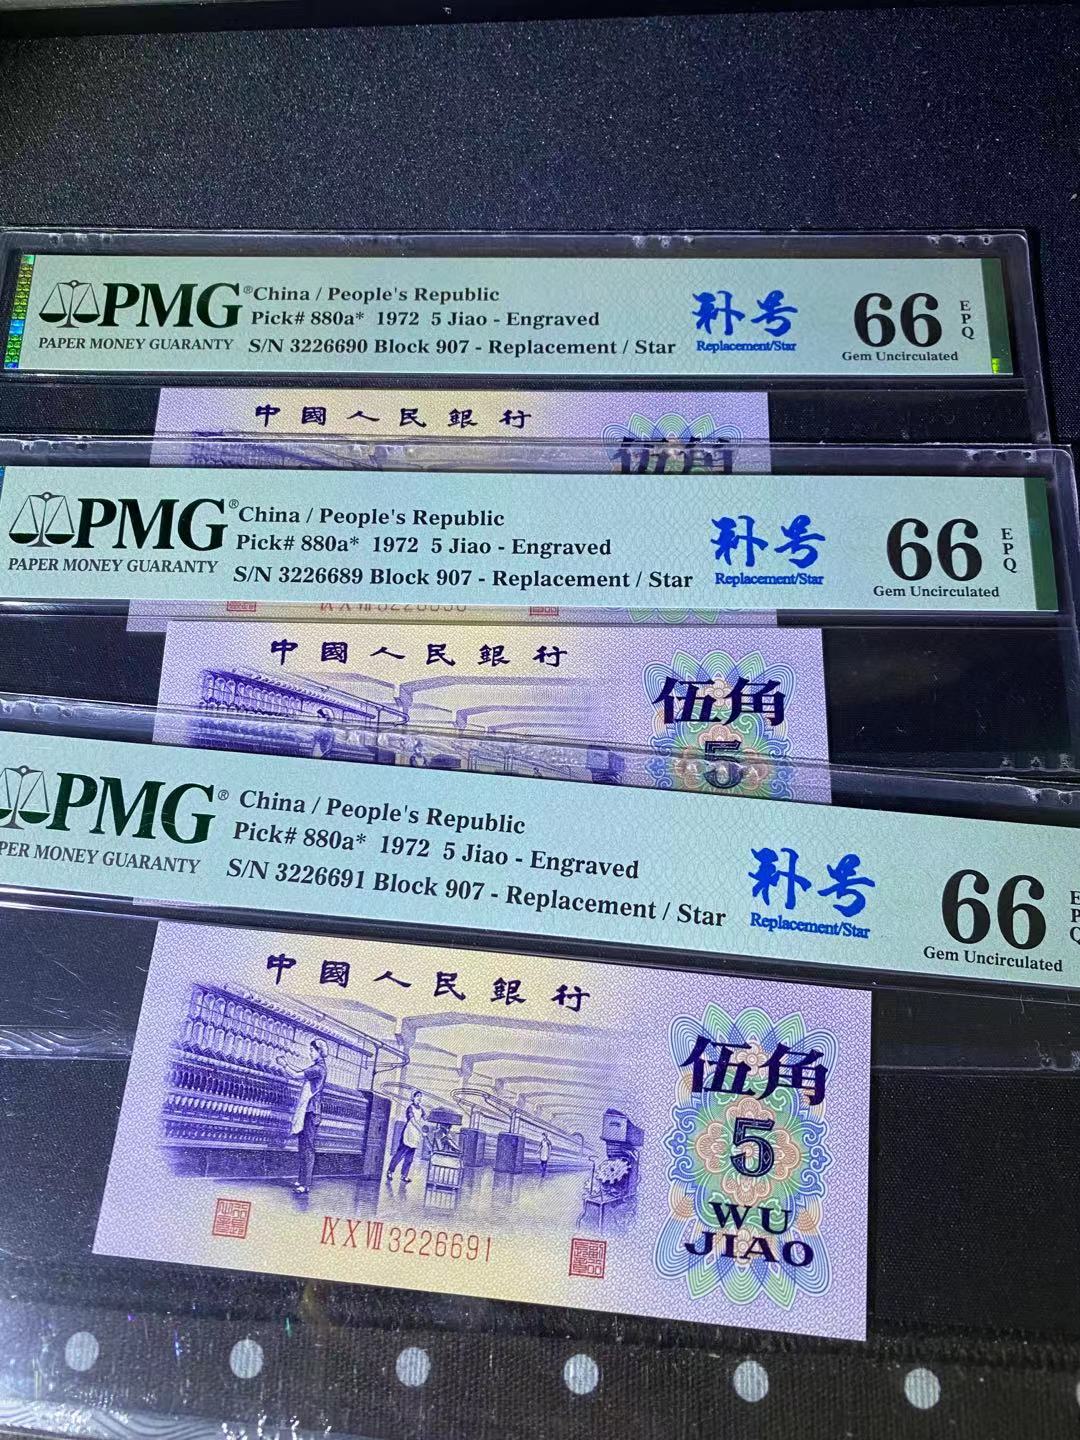 PMG®
PAPER MONEY GUARANTY
China / People's Republic
Pick# 880a* 1972 5 Jiao - Engraved
S/N 3226690 Block 907 - Replacement / Star
补号
Replacement/Star
66
EPQ
Gem Uncirculated
中國人民銀行
伍角
PMG®
PAPER MONEY GUARANTY
China / People's Republic
Pick# 880a* 1972 5 Jiao - Engraved
S/N 3226689 Block 907 - Replacement / Star
补号
Replacement/Star
66
EPQ
Gem Uncirculated
中國人民銀行
伍角
5
PMG®
PER MONEY GUARANTY
China / People's Republic
Pick# 880a* 1972 5 Jiao - Engraved
S/N 3226691 Block 907 - Replacement / Star
补号
Replacement/Star
66
EPQ
Gem Uncirculated
中國人民銀行
伍角
5
WU
JIAO
IX X VII 3226691